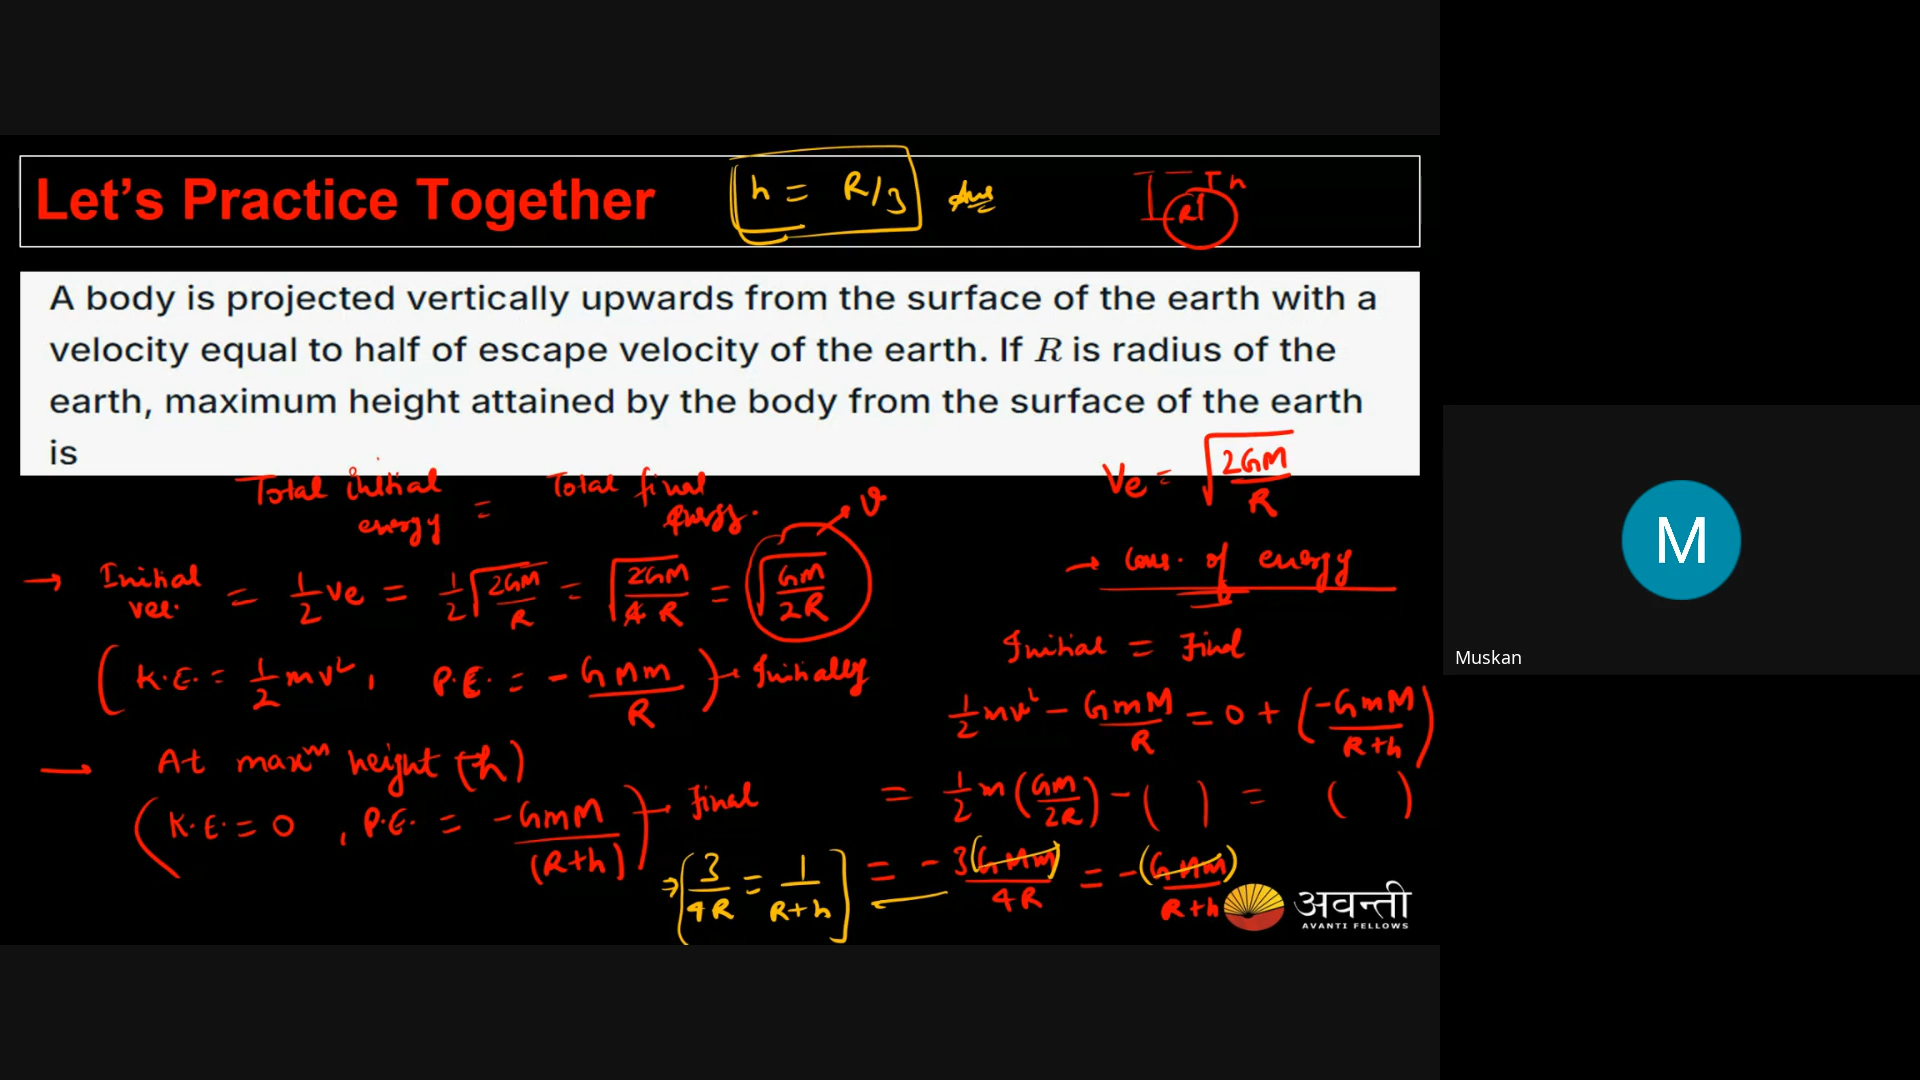 Let's Practice Together
h = R/3 Ans
R h
A body is projected vertically upwards from the surface of the earth with a
velocity equal to half of escape velocity of the earth. If R is radius of the
earth, maximum height attained by the body from the surface of the earth
is
Ve = √(2GM/R)
Total initial energy = Total final energy.
→ Initial vel. = 1/2 ve = 1/2 √(2GM/R) = √(2GM/4R) = √(GM/2R) → v
(K.E. = 1/2 mv², P.E. = -GMm/R) → Initially
→ At maxᵐ height (h)
(K.E. = 0, P.E. = -GmM/(R+h)) → Final
→ Cons. of energy
Initial = Final
1/2 mv² - GmM/R = 0 + (-GmM/R+h)
= 1/2 m (GM/2R) - ( ) = ( )
= - 3(GMm)/4R = -(GMm)/R+h
⇒ [3/4R = 1/R+h]
अवन्ती
AVANTI FELLOWS
M
Muskan